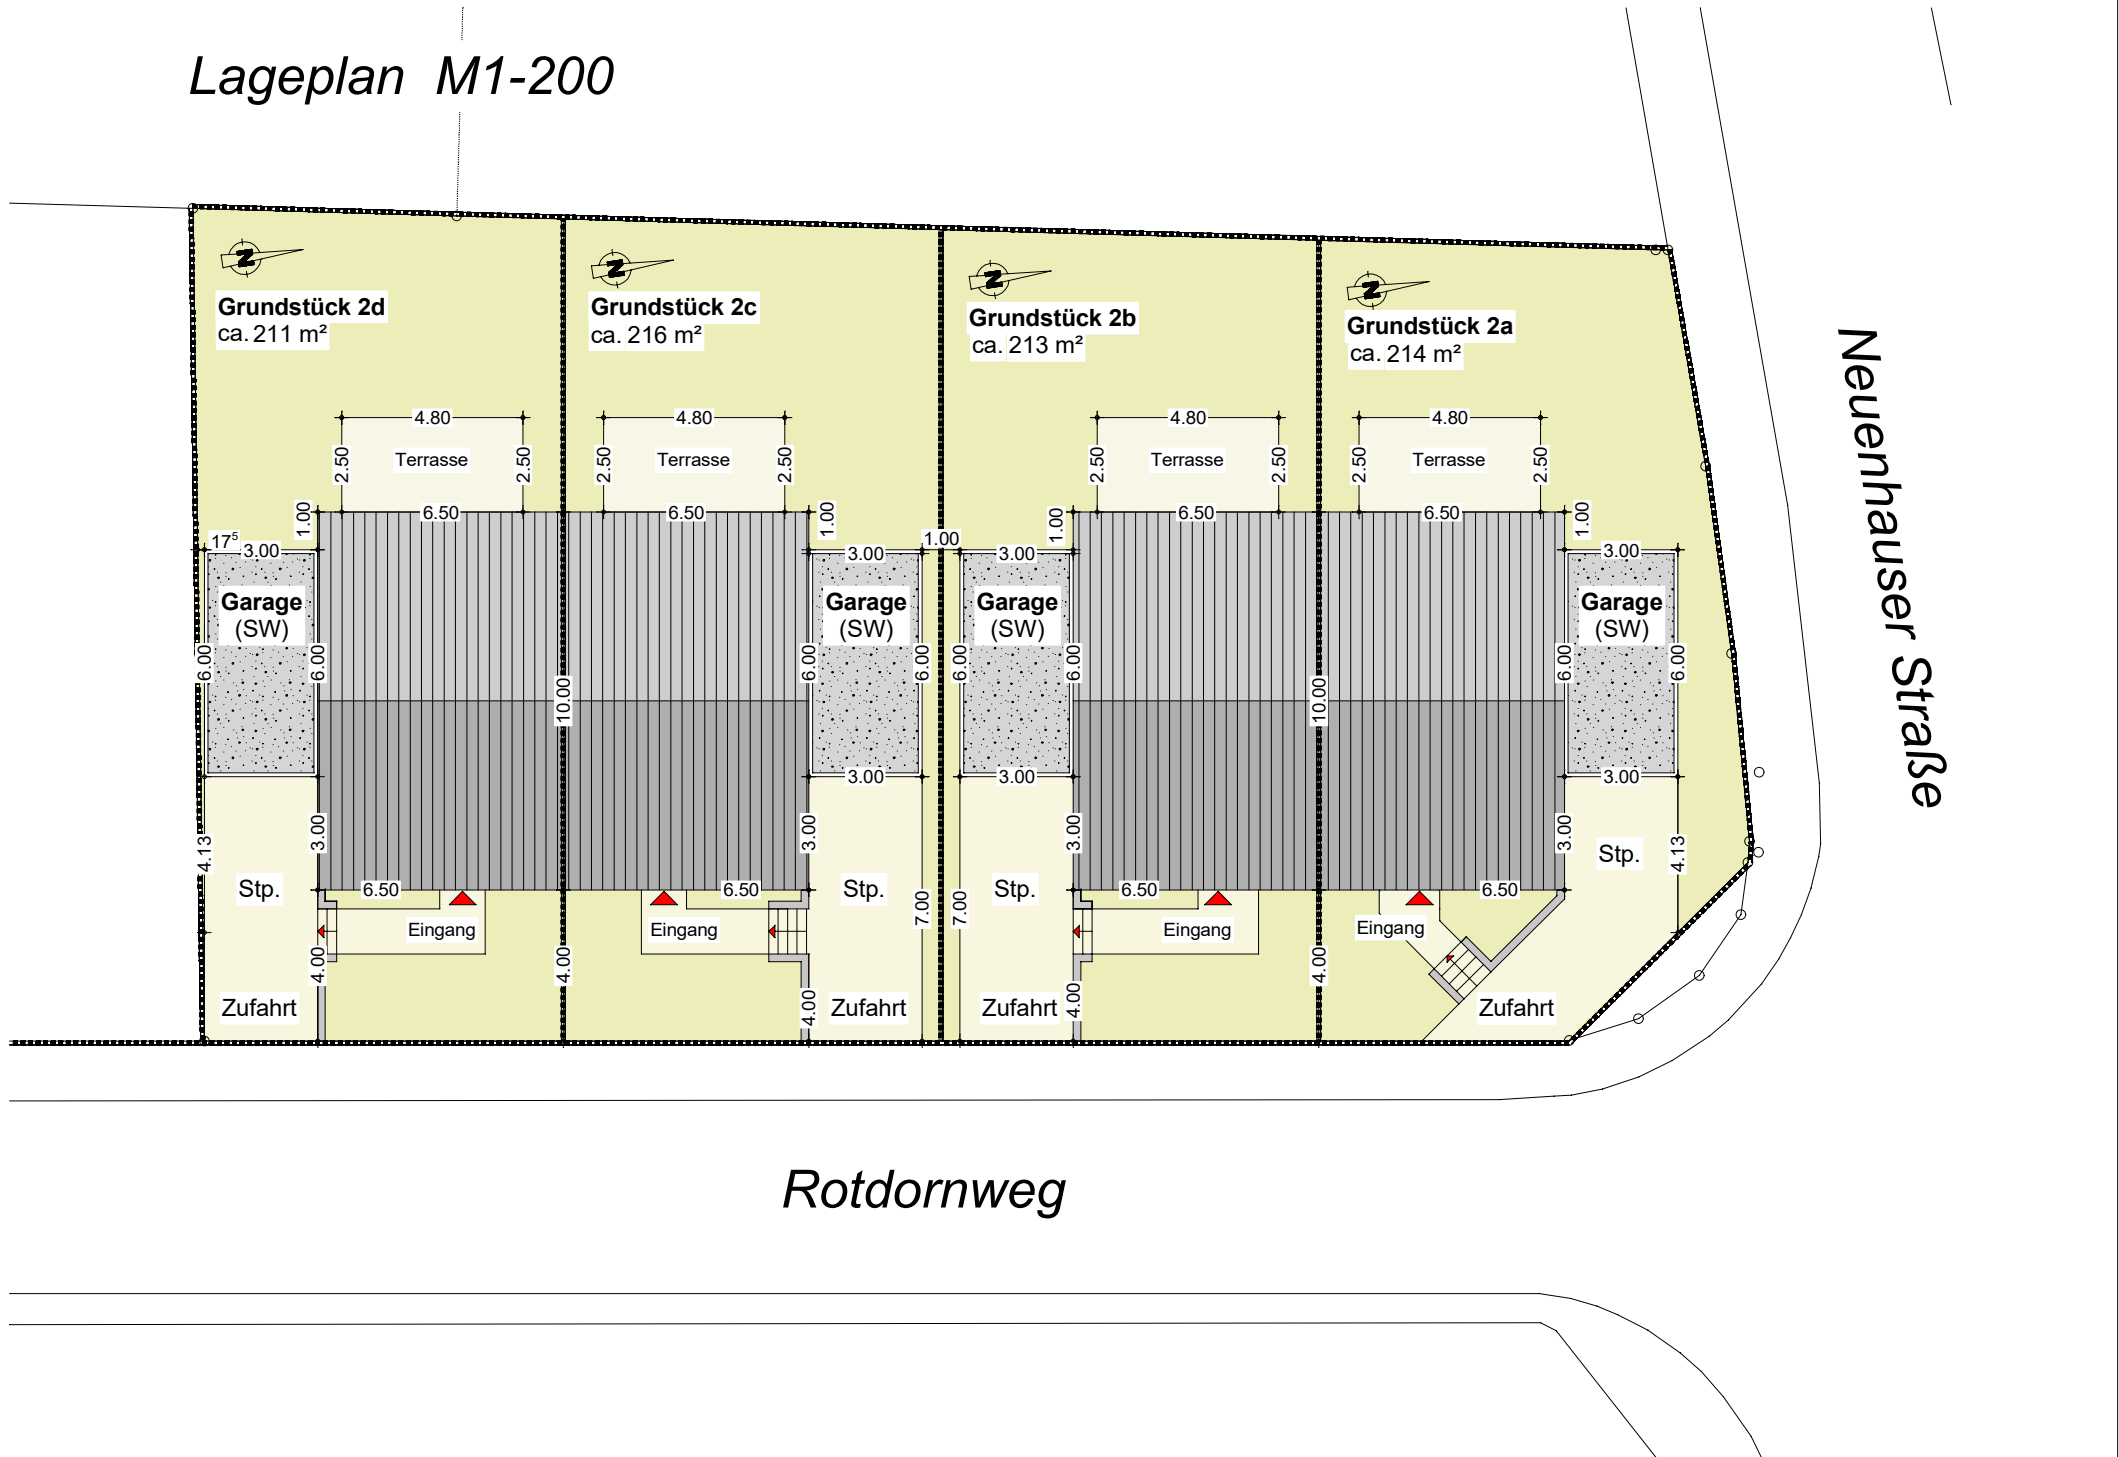 Lageplan M1-200
N
Grundstück 2d
ca. 211 m²
N
Grundstück 2c
ca. 216 m²
N
Grundstück 2b
ca. 213 m²
N
Grundstück 2a
ca. 214 m²
Neuenhauser Straße
4.80
4.80
4.80
4.80
2.50
Terrasse
2.50
2.50
Terrasse
2.50
2.50
Terrasse
2.50
2.50
Terrasse
2.50
1.00
6.50
6.50
1.00
1.00
6.50
6.50
1.00
17⁵
3.00
3.00
1.00
3.00
3.00
Garage
(SW)
Garage
(SW)
Garage
(SW)
Garage
(SW)
6.00
6.00
6.00
6.00
6.00
6.00
6.00
6.00
10.00
10.00
3.00
3.00
3.00
3.00
4.13
3.00
3.00
3.00
3.00
4.13
Stp.
6.50
6.50
Stp.
Stp.
6.50
6.50
Stp.
7.00
7.00
Eingang
Eingang
Eingang
Eingang
4.00
4.00
4.00
4.00
4.00
Zufahrt
Zufahrt
Zufahrt
Zufahrt
Rotdornweg